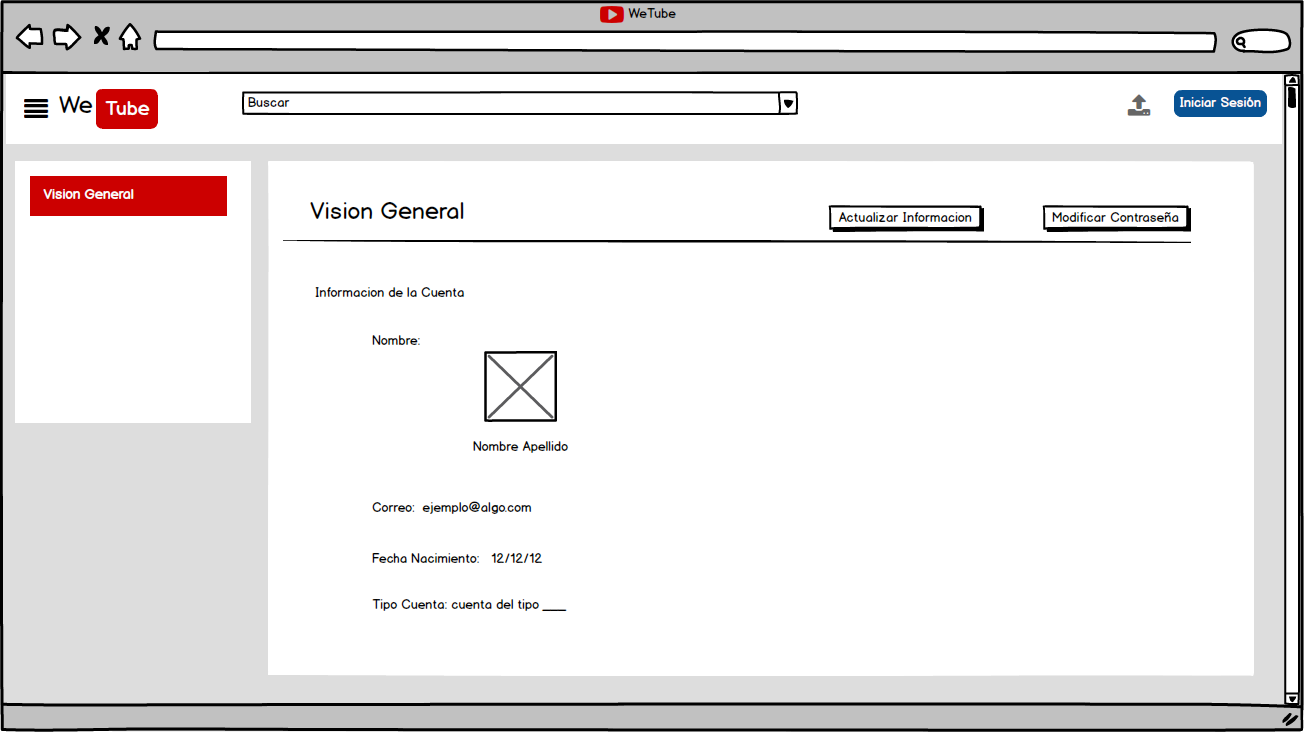 WeTube
We Tube
Buscar
Iniciar Sesión
Vision General
Vision General
Actualizar Informacion
Modificar Contraseña
Informacion de la Cuenta
Nombre:
Nombre Apellido
Correo: ejemplo@algo.com
Fecha Nacimiento: 12/12/12
Tipo Cuenta: cuenta del tipo ___